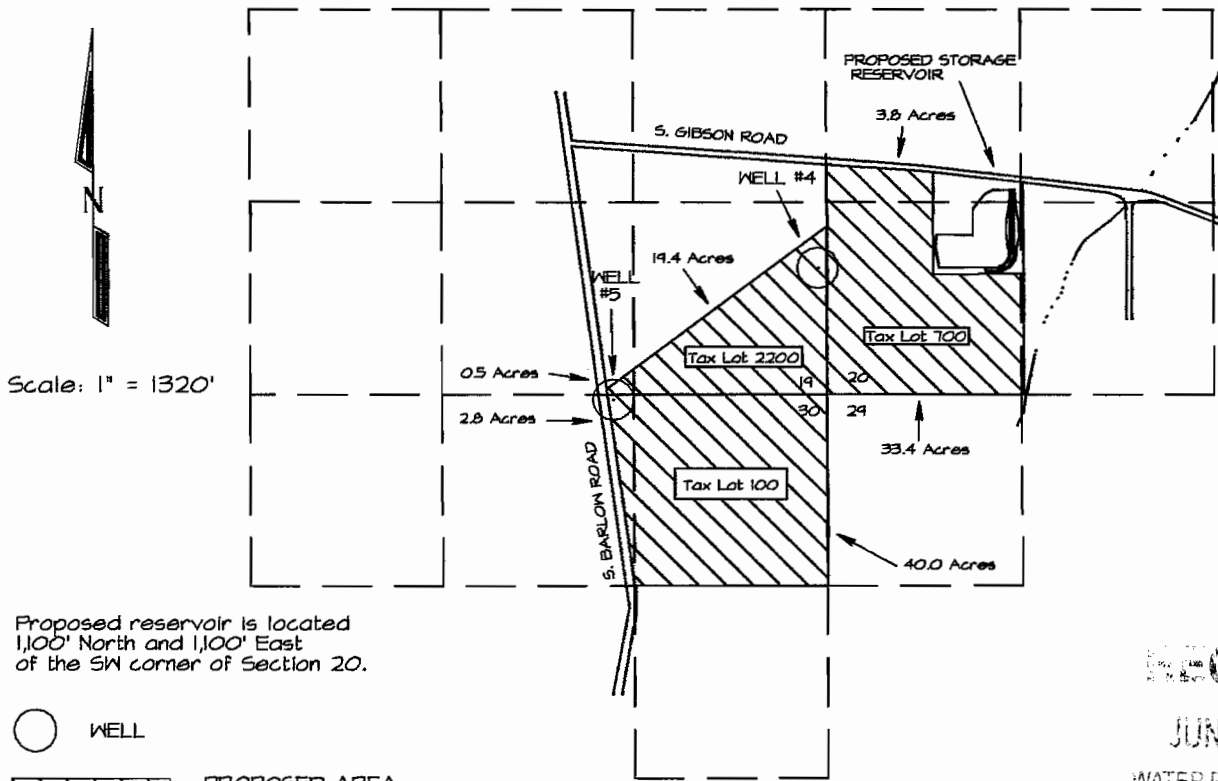 PROPOSED STORAGE
RESERVOIR
3.8 Acres
S. GIBSON ROAD
WELL #4
N
19.4 Acres
WELL
#5
Tax Lot 700
Tax Lot 2200
Scale: 1" = 1320'
0.5 Acres
19
20
2.8 Acres
30
29
33.4 Acres
S. BARLOW ROAD
Tax Lot 100
40.0 Acres
Proposed reservoir is located
1,100' North and 1,100' East
of the SW corner of Section 20.
WELL
JUN
PROPOSED AREA
WATER